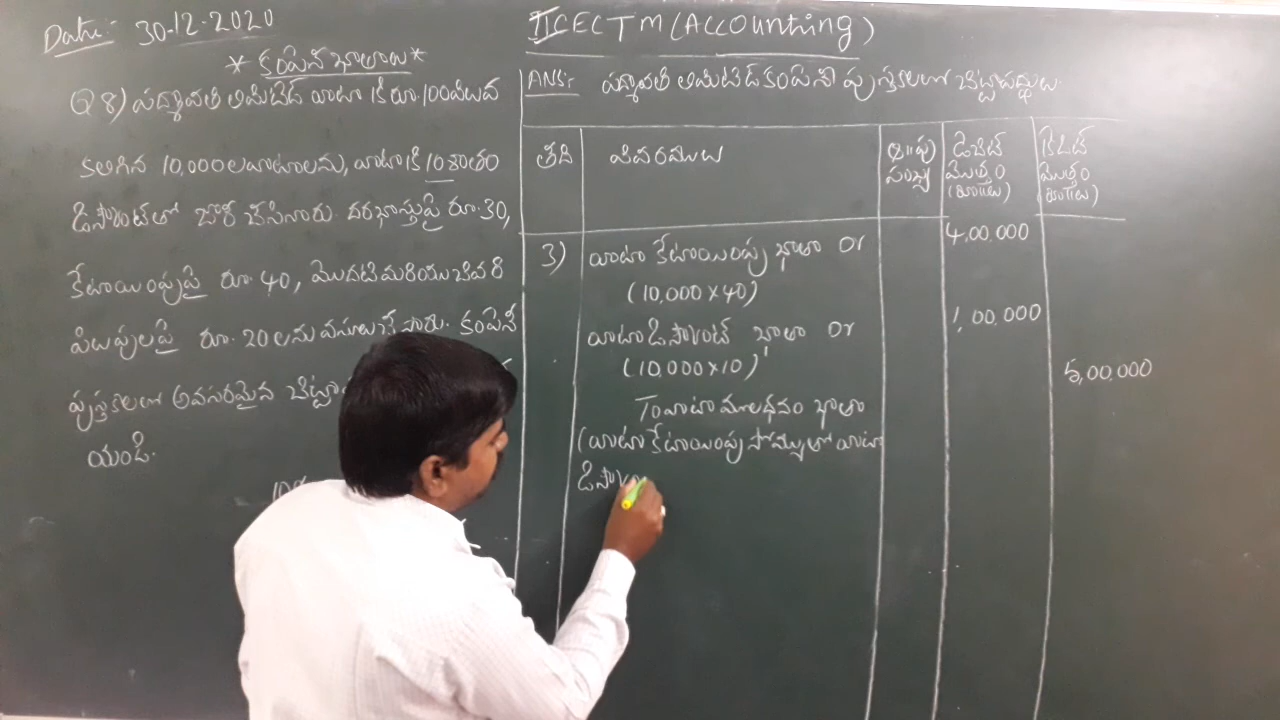 Date:- 30-12-2020
II CECTM (Accounting)
* కంపెనీ ఖాతాలు *
Q 8) పద్మావతి లిమిటెడ్ వాటా 1కి రూ. 100 విలువ
కలిగిన 10,000 ల వాటాలను, వాటా కి 10 శాతం
డిస్కౌంట్‌తో జారీ చేసినారు. దరఖాస్తుపై రూ. 30,
కేటాయింపుపై రూ. 40, మొదటి మరియు చివరి
పిలుపులపై రూ. 20 లను వసులు చేసారు. కంపెనీ
పుస్తకాలలో అవసరమైన చిట్టా
యండి.
ANS:- పద్మావతి లిమిటెడ్ కంపెనీ పుస్తకాలలో చిట్టాపద్దులు.
తేది వివరములు ఖా||పు సంఖ్య డెబిట్ మొత్తం (రూ||లు) క్రెడిట్ మొత్తం (రూ||లు)
3) వాటా కేటాయింపు ఖాతా Dr 4,00,000
(10,000 X 40)
వాటా డిస్కౌంట్ ఖాతా Dr 1,00,000
(10,000 X 10)
To వాటా మూలధనం ఖాతా 5,00,000
(వాటా కేటాయింపు సొమ్ములో వాటా